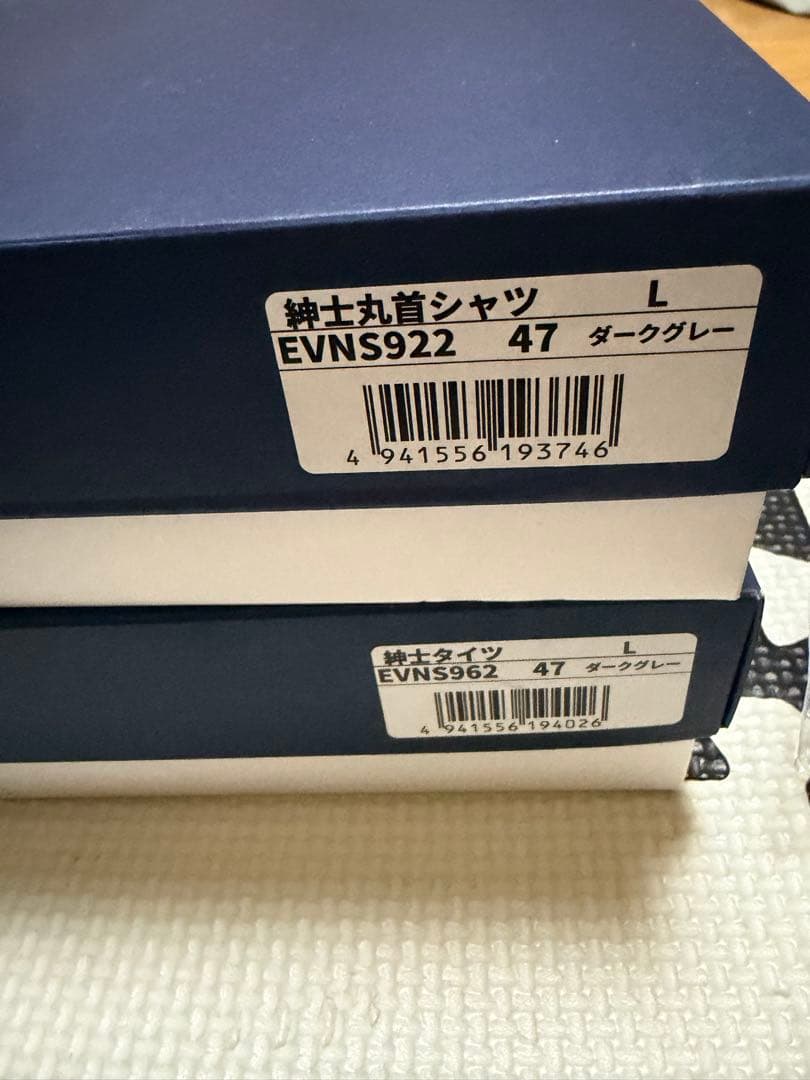 紳士丸首シャツ L
EVNS922 47 ダークグレー
4 941556 193746
紳士タイツ L
EVNS962 47 ダークグレー
4 941556 194026